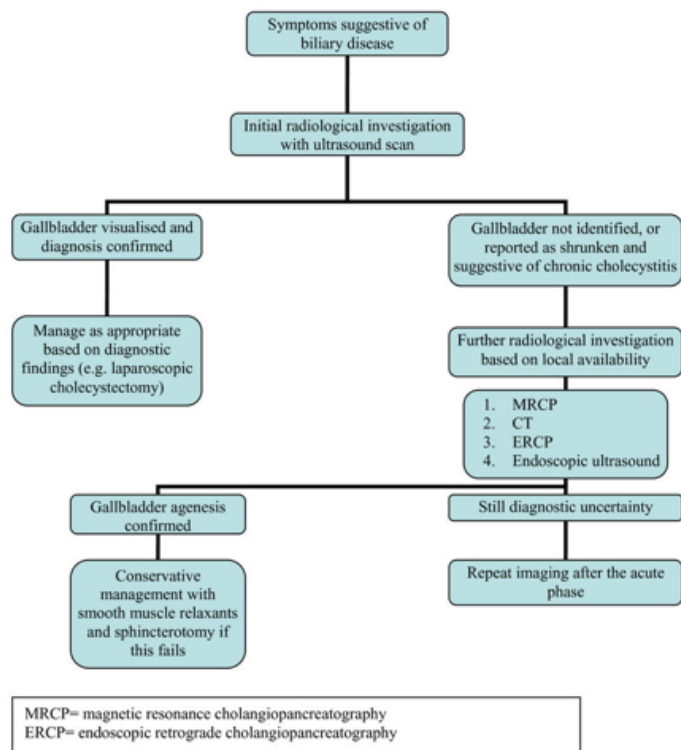 Symptoms suggestive of
biliary disease
Initial radiological investigation
with ultrasound scan
Gallbladder visualised and
diagnosis confirmed
Gallbladder not identified, or
reported as shrunken and
suggestive of chronic cholecystitis
Manage as appropriate
based on diagnostic
findings (e.g. laparoscopic
cholecystectomy)
Further radiological investigation
based on local availability
1. MRCP
2. CT
3. ERCP
4. Endoscopic ultrasound
Gallbladder agenesis
confirmed
Still diagnostic uncertainty
Conservative
management with
smooth muscle relaxants
and sphincterotomy if
this fails
Repeat imaging after the acute
phase
MRCP= magnetic resonance cholangiopancreatography
ERCP= endoscopic retrograde cholangiopancreatography